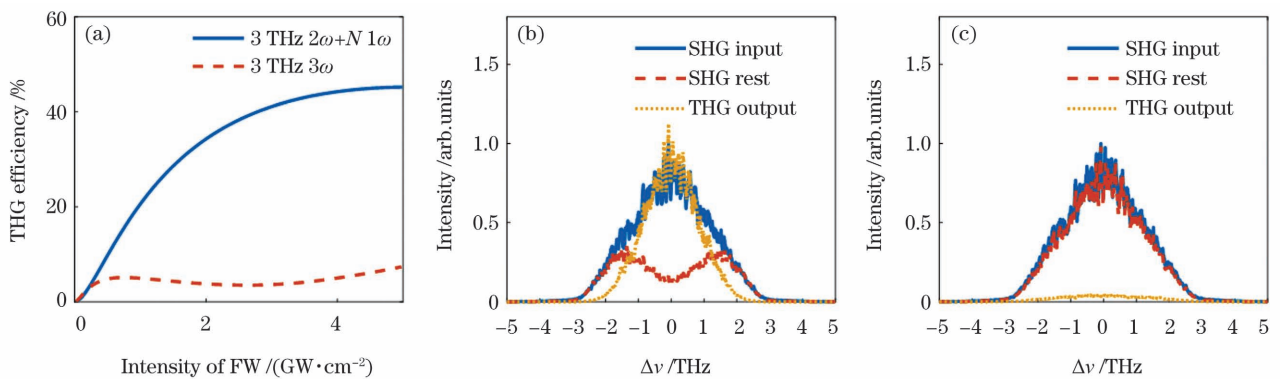 (a)
3 THz 2ω+N 1ω
3 THz 3ω
THG efficiency /%
60
40
20
0
0 2 4
Intensity of FW /(GW·cm⁻²)
(b)
SHG input
SHG rest
THG output
Intensity /arb.units
1.5
1.0
0.5
0
−5 −4 −3 −2 −1 0 1 2 3 4 5
Δν /THz
(c)
SHG input
SHG rest
THG output
Intensity /arb.units
1.5
1.0
0.5
0
−5 −4 −3 −2 −1 0 1 2 3 4 5
Δν /THz